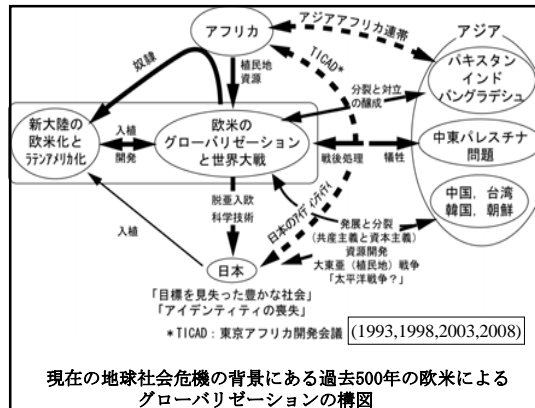 アフリカ
アジアアフリカ連帯
アジア
奴隷
植民地
資源
TICAD*
パキスタン
インド
バングラデシュ
分裂と対立
の醸成
新大陸の
欧米化と
ラテンアメリカ化
入植
開発
欧米の
グローバリゼーション
と世界大戦
戦後処理
犠牲
中東パレスチナ
問題
脱亜入欧
科学技術
日本のアイデンティティ
中国，台湾
韓国，朝鮮
入植
発展と分裂
（共産主義と資本主義）
資源開発
大東亜（植民地）戦争
「太平洋戦争？」
日本
「目標を見失った豊かな社会」
「アイデンティティの喪失」
*TICAD：東京アフリカ開発会議
(1993,1998,2003,2008)
現在の地球社会危機の背景にある過去500年の欧米による
グローバリゼーションの構図